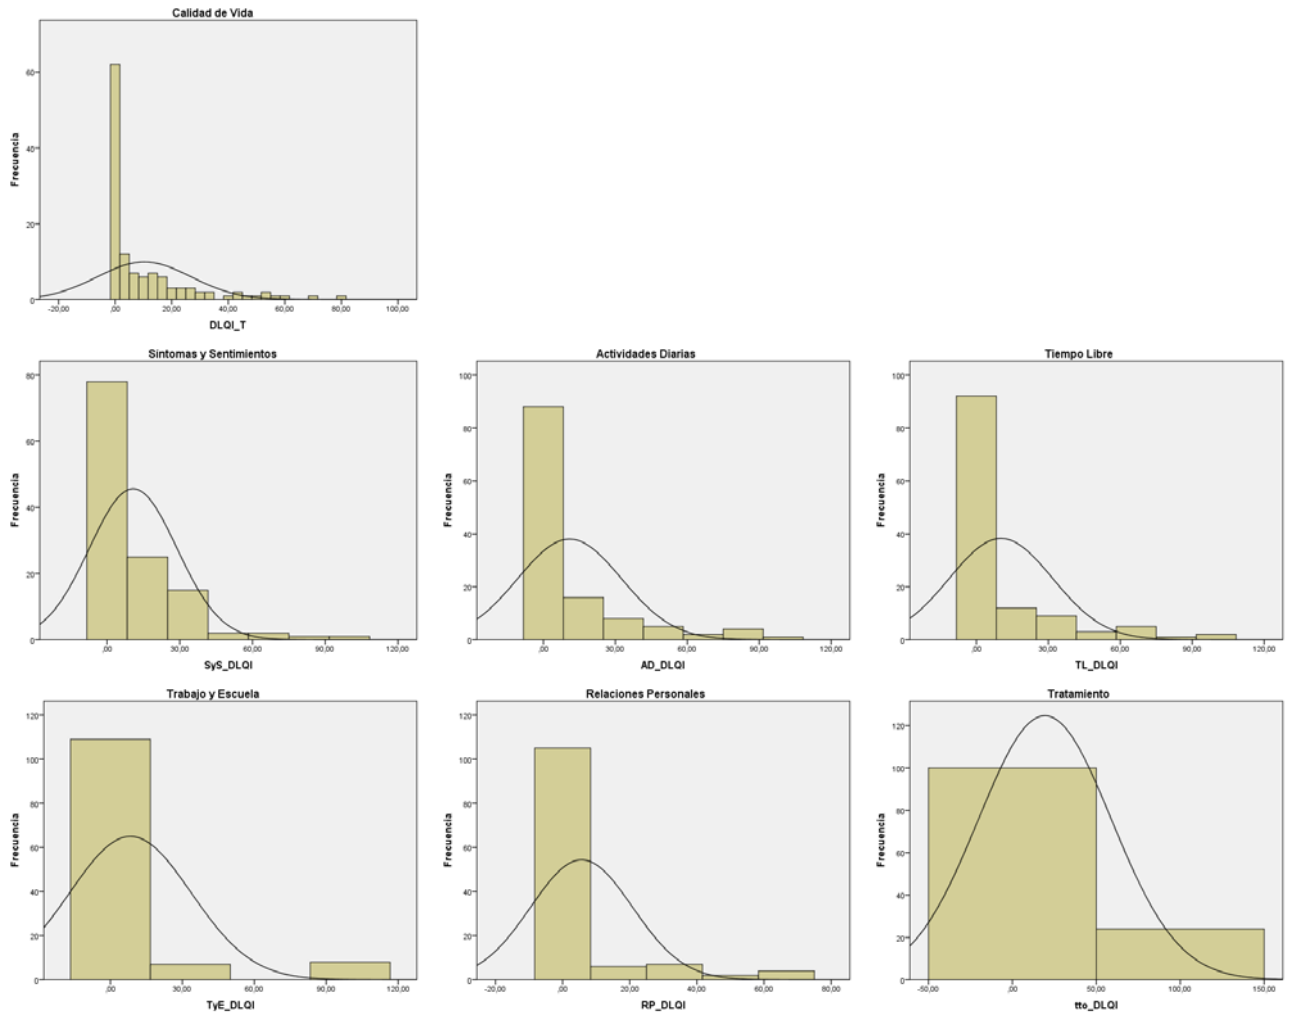 Calidad de Vida
Frecuencia
60
40
20
0
-20,00 ,00 20,00 40,00 60,00 80,00 100,00
DLQI_T
Síntomas y Sentimientos
Frecuencia
80
60
40
20
0
,00 30,00 60,00 90,00 120,00
SyS_DLQI
Actividades Diarias
Frecuencia
100
80
60
40
20
0
,00 30,00 60,00 90,00 120,00
AD_DLQI
Tiempo Libre
Frecuencia
100
80
60
40
20
0
,00 30,00 60,00 90,00 120,00
TL_DLQI
Trabajo y Escuela
Frecuencia
120
100
80
60
40
20
0
,00 30,00 60,00 90,00 120,00
TyE_DLQI
Relaciones Personales
Frecuencia
120
100
80
60
40
20
0
-20,00 ,00 20,00 40,00 60,00 80,00
RP_DLQI
Tratamiento
Frecuencia
120
100
80
60
40
20
0
-50,00 ,00 50,00 100,00 150,00
tto_DLQI